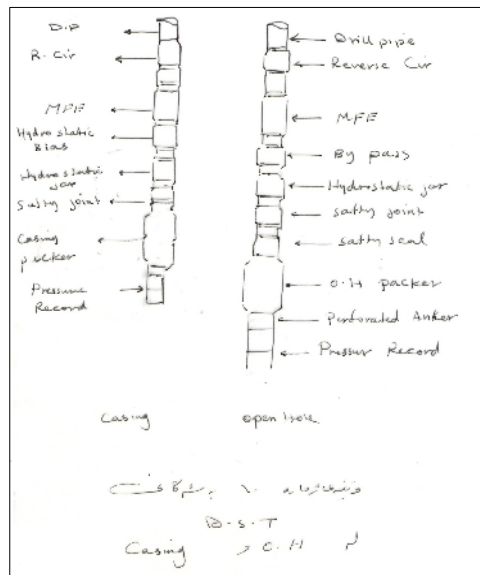 D.P
R. Cir
MFE
Hydrostatic
Bias
Hydrostatic
jar
Safty joint
Casing
packer
Pressure
Record
Drill pipe
Reverse Cir
MFE
By pass
Hydrostatic jar
safty joint
safty seal
O.H packer
Perforated Anker
Pressur Record
Casing
open Hole
D.S.T
Casing و O.H